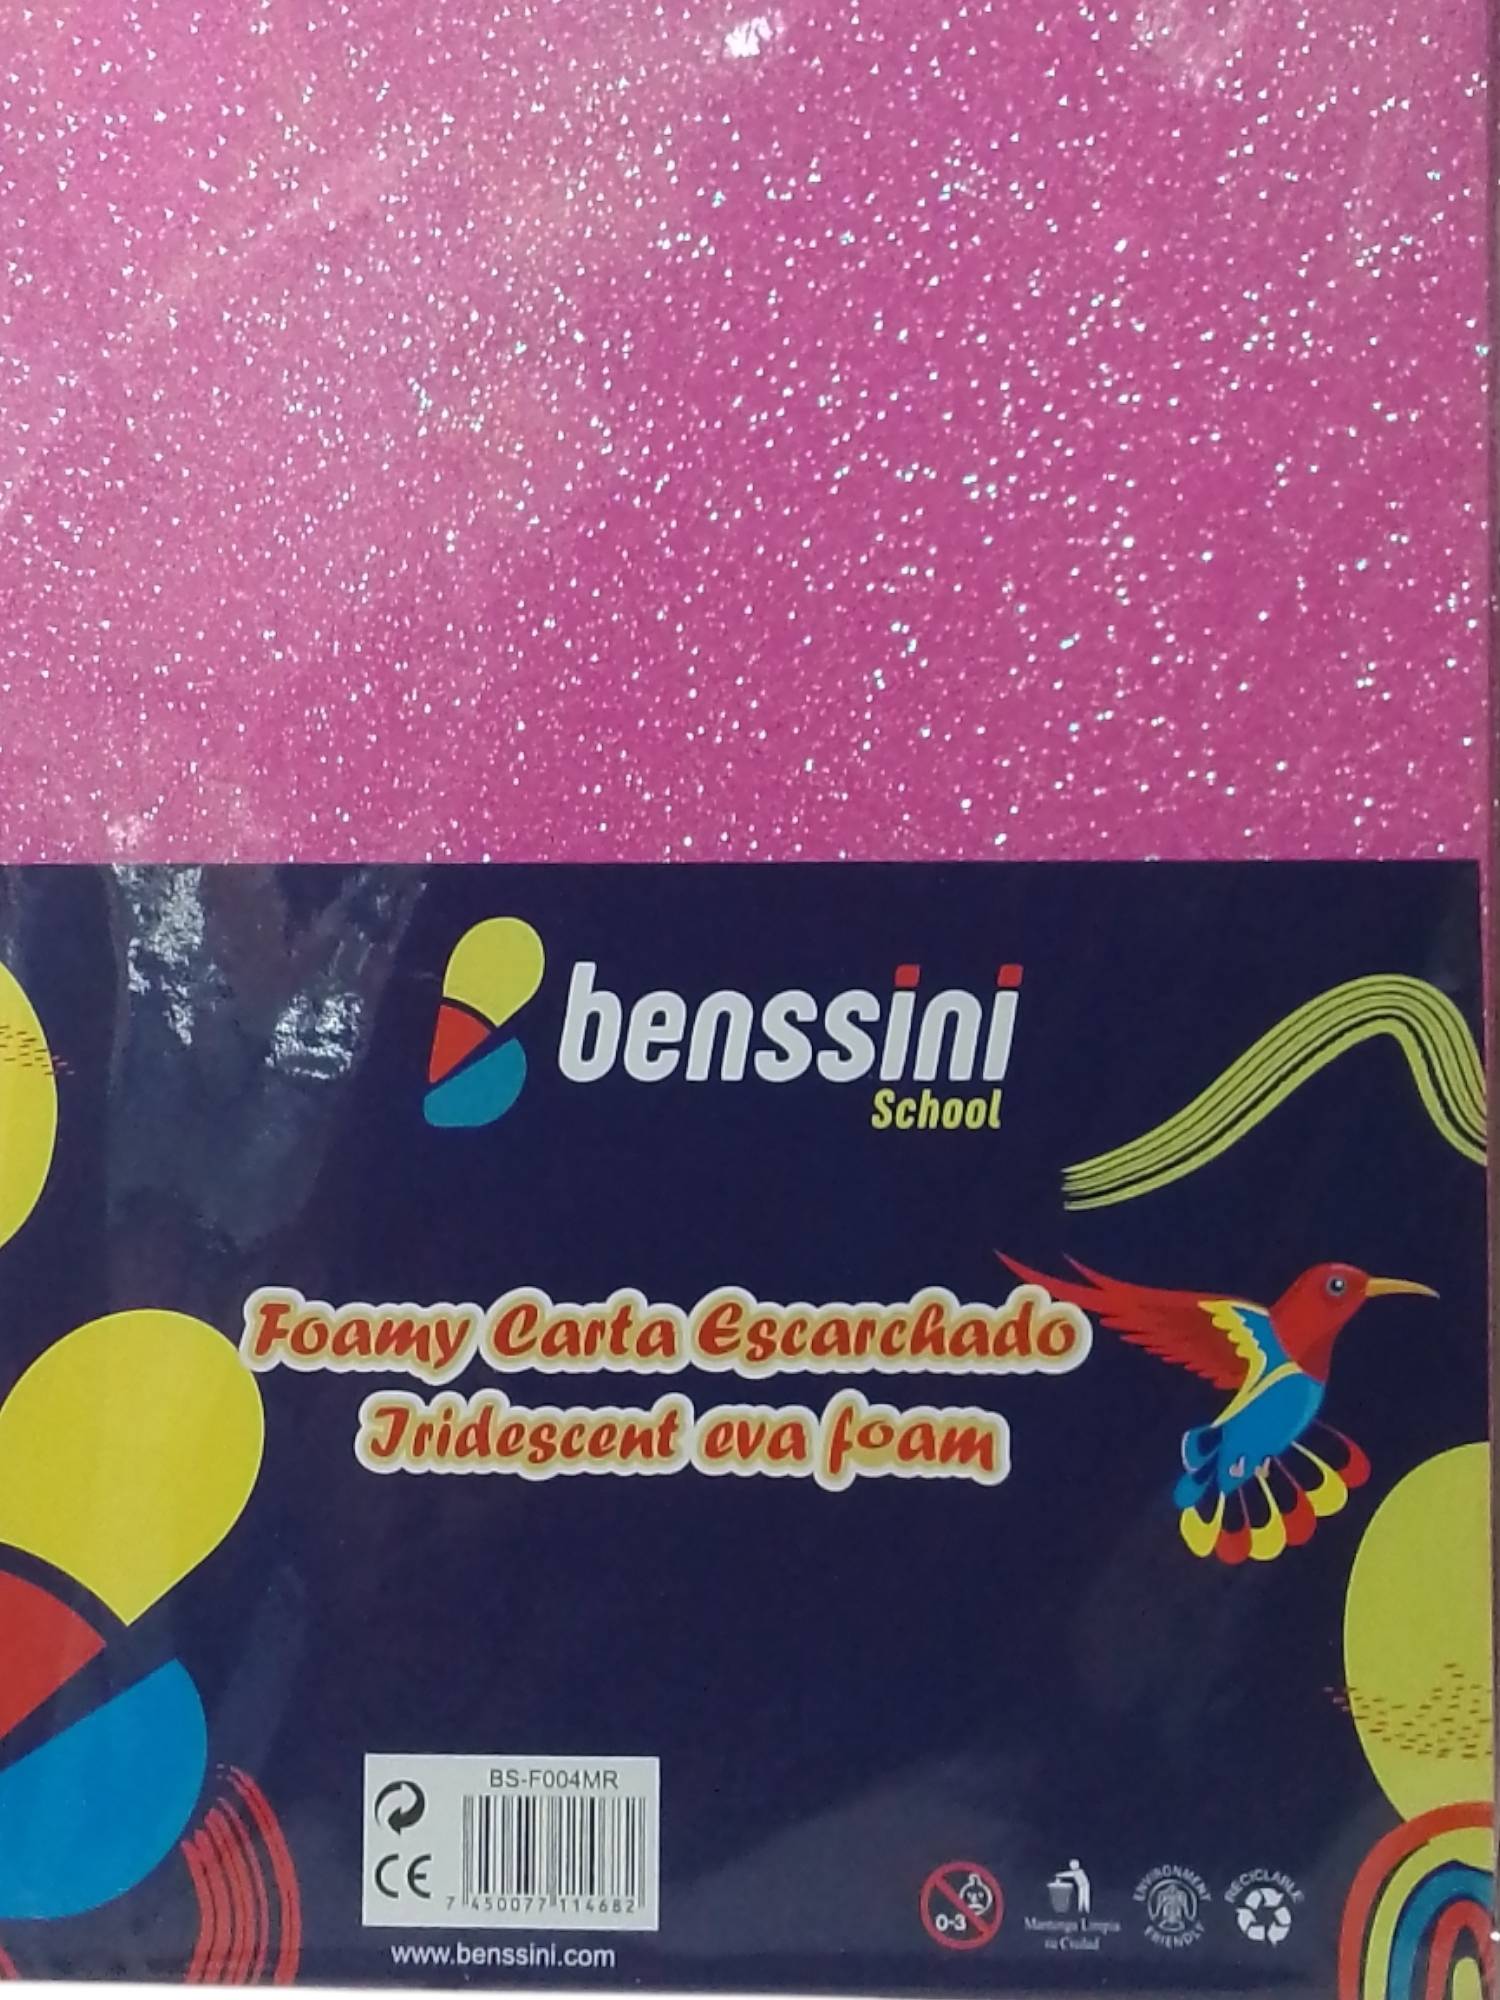 benssini
School
Foamy Carta Escarchado
Iridescent eva foam
BS-F004MR
CE
7 450077 114682
www.benssini.com
0-3
Mantenga Limpia
su Ciudad
ENVIRONMENT
FRIENDLY
RECICLABLE